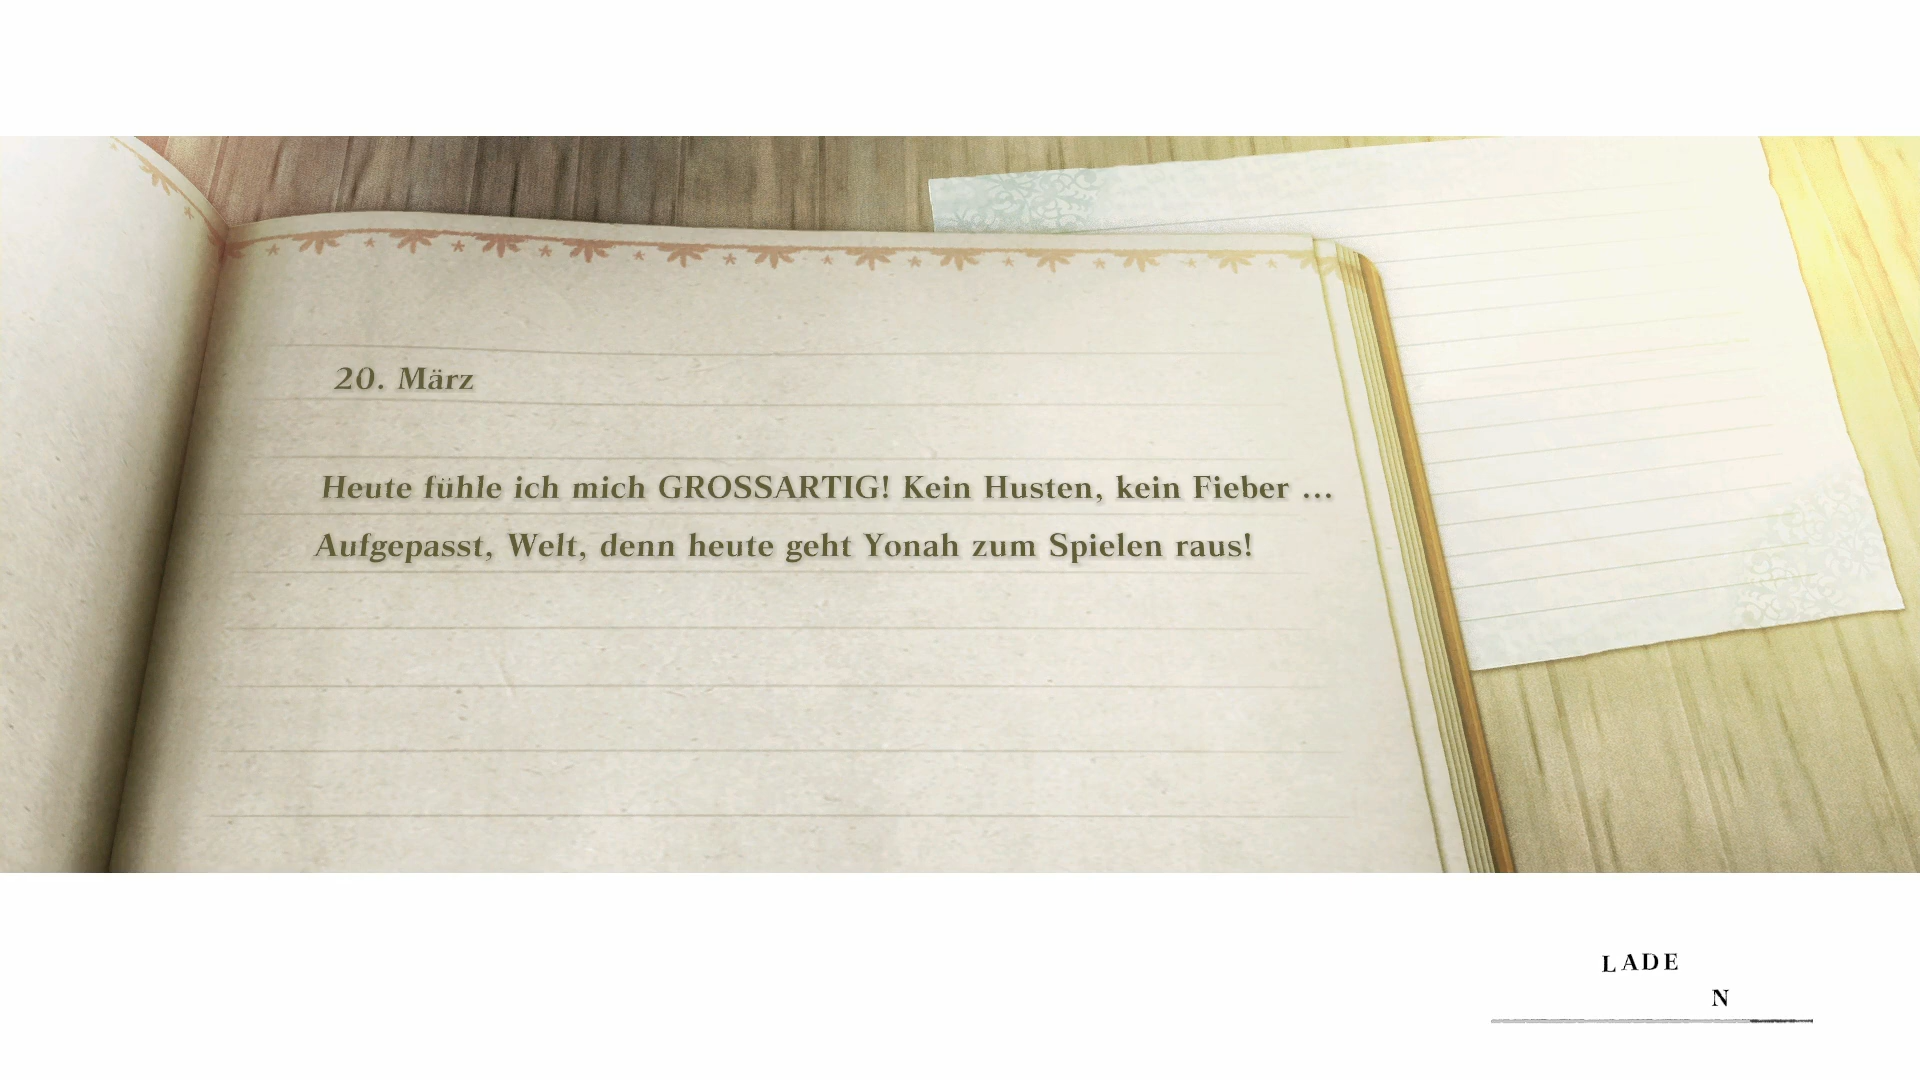 20. März
Heute fühle ich mich GROSSARTIG! Kein Husten, kein Fieber ...
Aufgepasst, Welt, denn heute geht Yonah zum Spielen raus!
LADEN